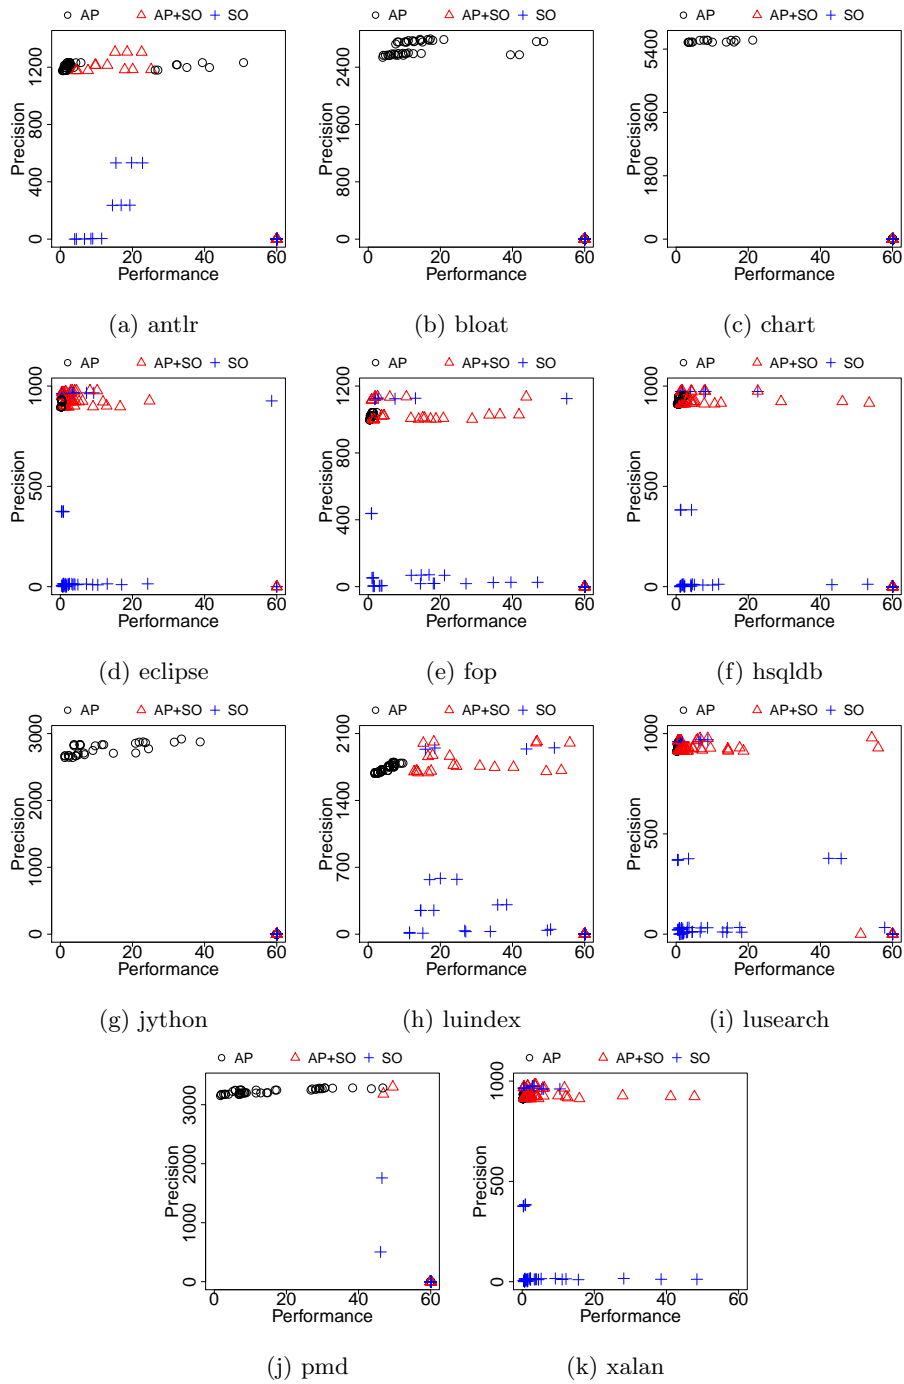 AP AP+SO SO
AP AP+SO SO
AP AP+SO SO
Precision
0 400 800 1200
0 20 40 60
Performance
Precision
0 800 1600 2400
0 20 40 60
Performance
Precision
0 1800 3600 5400
0 20 40 60
Performance
(a) antlr
(b) bloat
(c) chart
AP AP+SO SO
AP AP+SO SO
AP AP+SO SO
Precision
0 500 1000
0 20 40 60
Performance
Precision
0 400 800 1200
0 20 40 60
Performance
Precision
0 500 1000
0 20 40 60
Performance
(d) eclipse
(e) fop
(f) hsqldb
AP AP+SO SO
AP AP+SO SO
AP AP+SO SO
Precision
0 1000 2000 3000
0 20 40 60
Performance
Precision
0 700 1400 2100
0 20 40 60
Performance
Precision
0 500 1000
0 20 40 60
Performance
(g) jython
(h) luindex
(i) lusearch
AP AP+SO SO
AP AP+SO SO
Precision
0 1000 2000 3000
0 20 40 60
Performance
Precision
0 500 1000
0 20 40 60
Performance
(j) pmd
(k) xalan